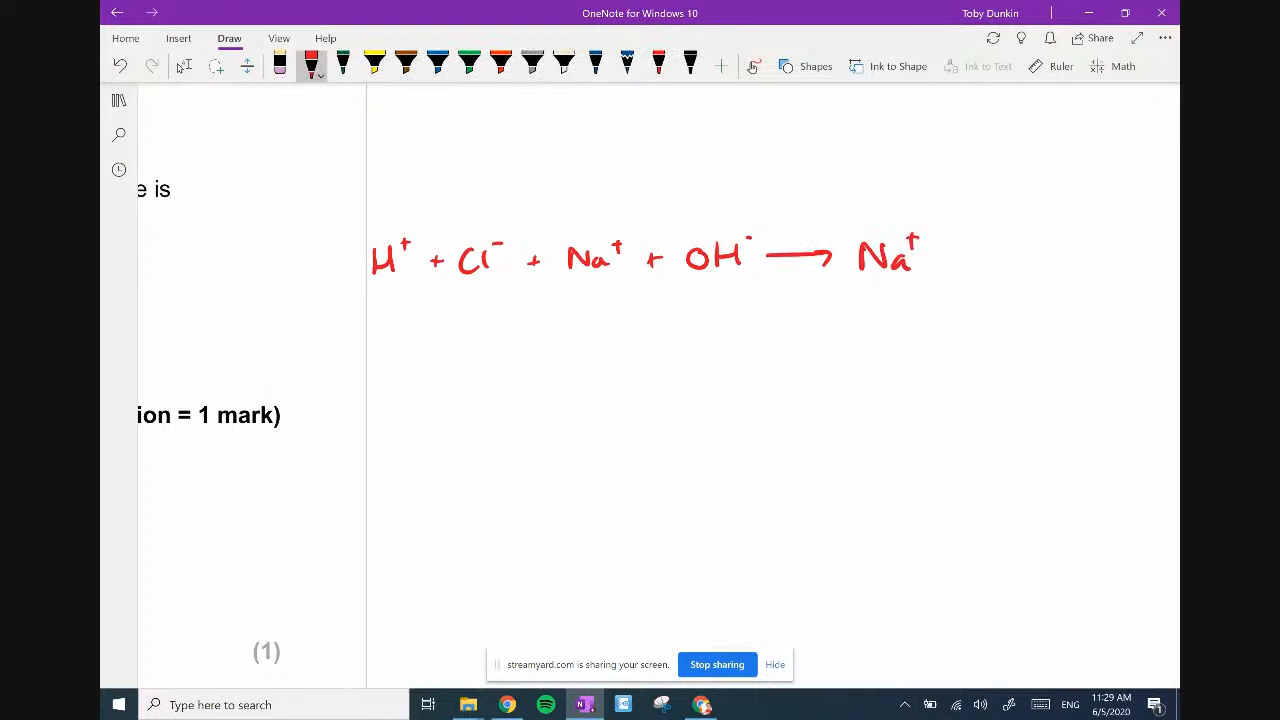 OneNote for Windows 10
Toby Dunkin
Home Insert Draw View Help
Share
Shapes Ink to Shape Ink to Text Ruler Math
e is
H⁺ + Cl⁻ + Na⁺ + OH⁻ ⟶ Na⁺
ion = 1 mark)
(1)
streamyard.com is sharing your screen. Stop sharing Hide
Type here to search
ENG
11:29 AM
6/5/2020
1